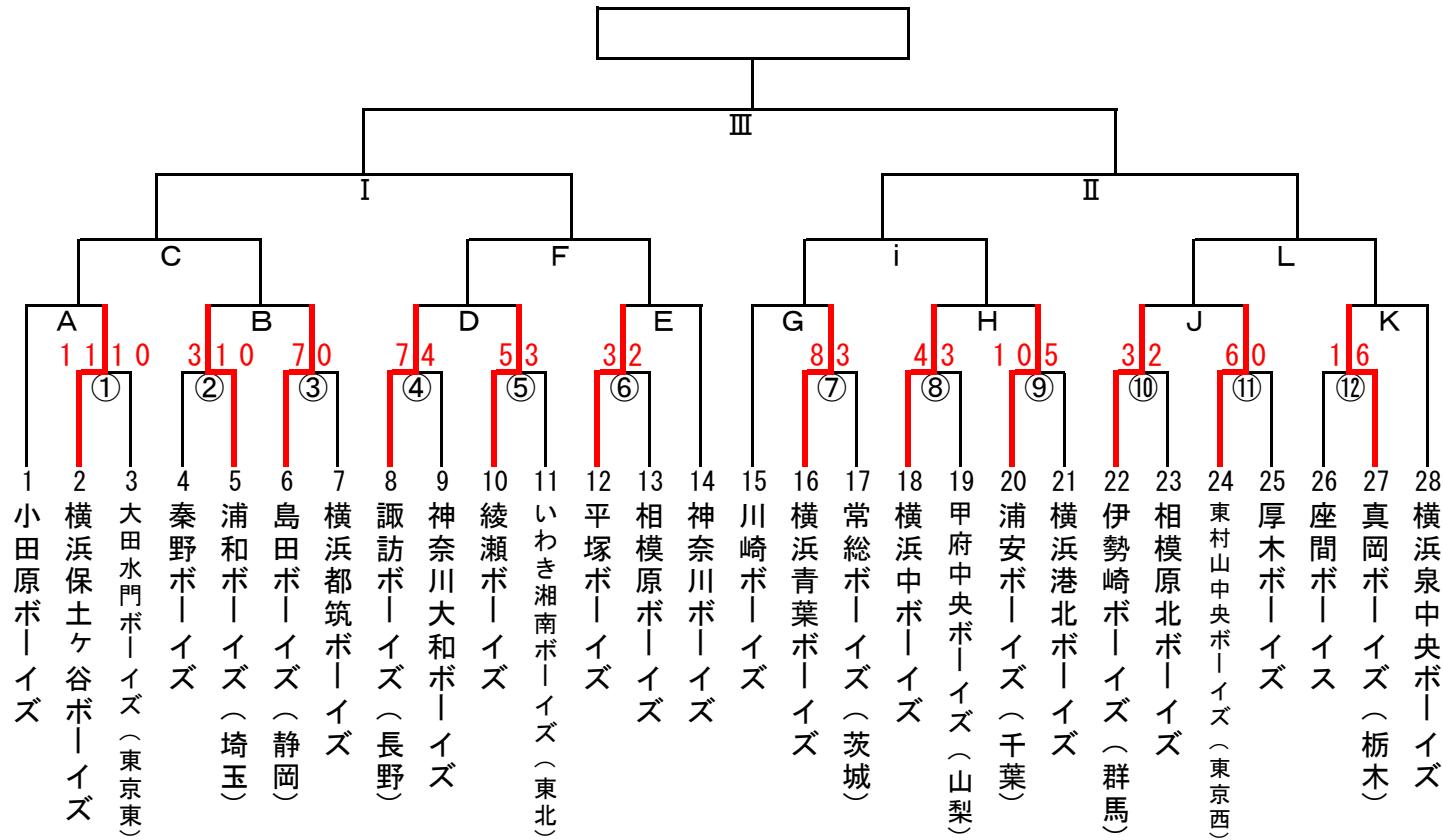 Ⅲ
Ⅰ Ⅱ
C F i L
A B D E G H J K
1 1 1 0 3 1 0 7 0 7 4 5 3 3 2 8 3 4 3 1 0 5 3 2 6 0 1 6
① ② ③ ④ ⑤ ⑥ ⑦ ⑧ ⑨ ⑩ ⑪ ⑫
1 2 3 4 5 6 7 8 9 10 11 12 13 14 15 16 17 18 19 20 21 22 23 24 25 26 27 28
小田原ボーイズ
横浜保土ヶ谷ボーイズ
大田水門ボーイズ（東京東）
秦野ボーイズ
浦和ボーイズ（埼玉）
島田ボーイズ（静岡）
横浜都筑ボーイズ
諏訪ボーイズ（長野）
神奈川大和ボーイズ
綾瀬ボーイズ
いわき湘南ボーイズ（東北）
平塚ボーイズ
相模原ボーイズ
神奈川ボーイズ
川崎ボーイズ
横浜青葉ボーイズ
常総ボーイズ（茨城）
横浜中ボーイズ
甲府中央ボーイズ（山梨）
浦安ボーイズ（千葉）
横浜港北ボーイズ
伊勢崎ボーイズ（群馬）
相模原北ボーイズ
東村山中央ボーイズ（東京西）
厚木ボーイズ
座間ボーイス
真岡ボーイズ（栃木）
横浜泉中央ボーイズ